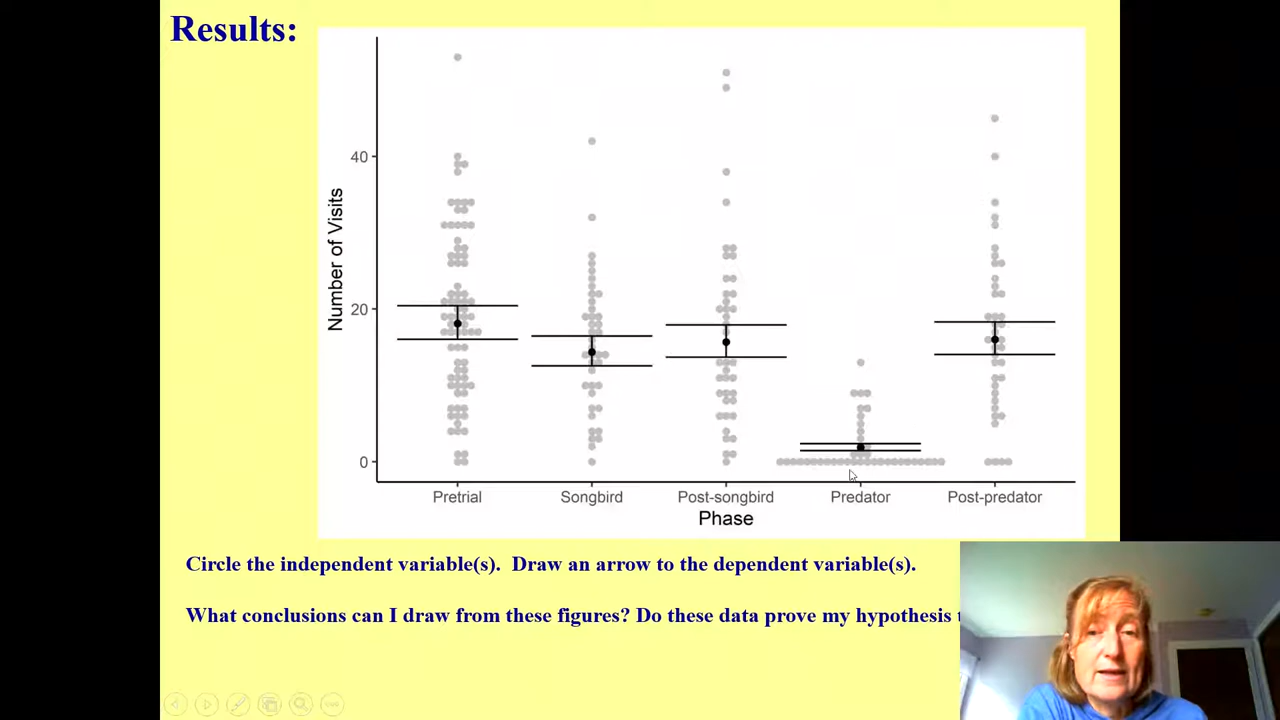 Results:
40
20
0
Number of Visits
Pretrial Songbird Post-songbird Predator Post-predator
Phase
Circle the independent variable(s). Draw an arrow to the dependent variable(s).
What conclusions can I draw from these figures? Do these data prove my hypothesis